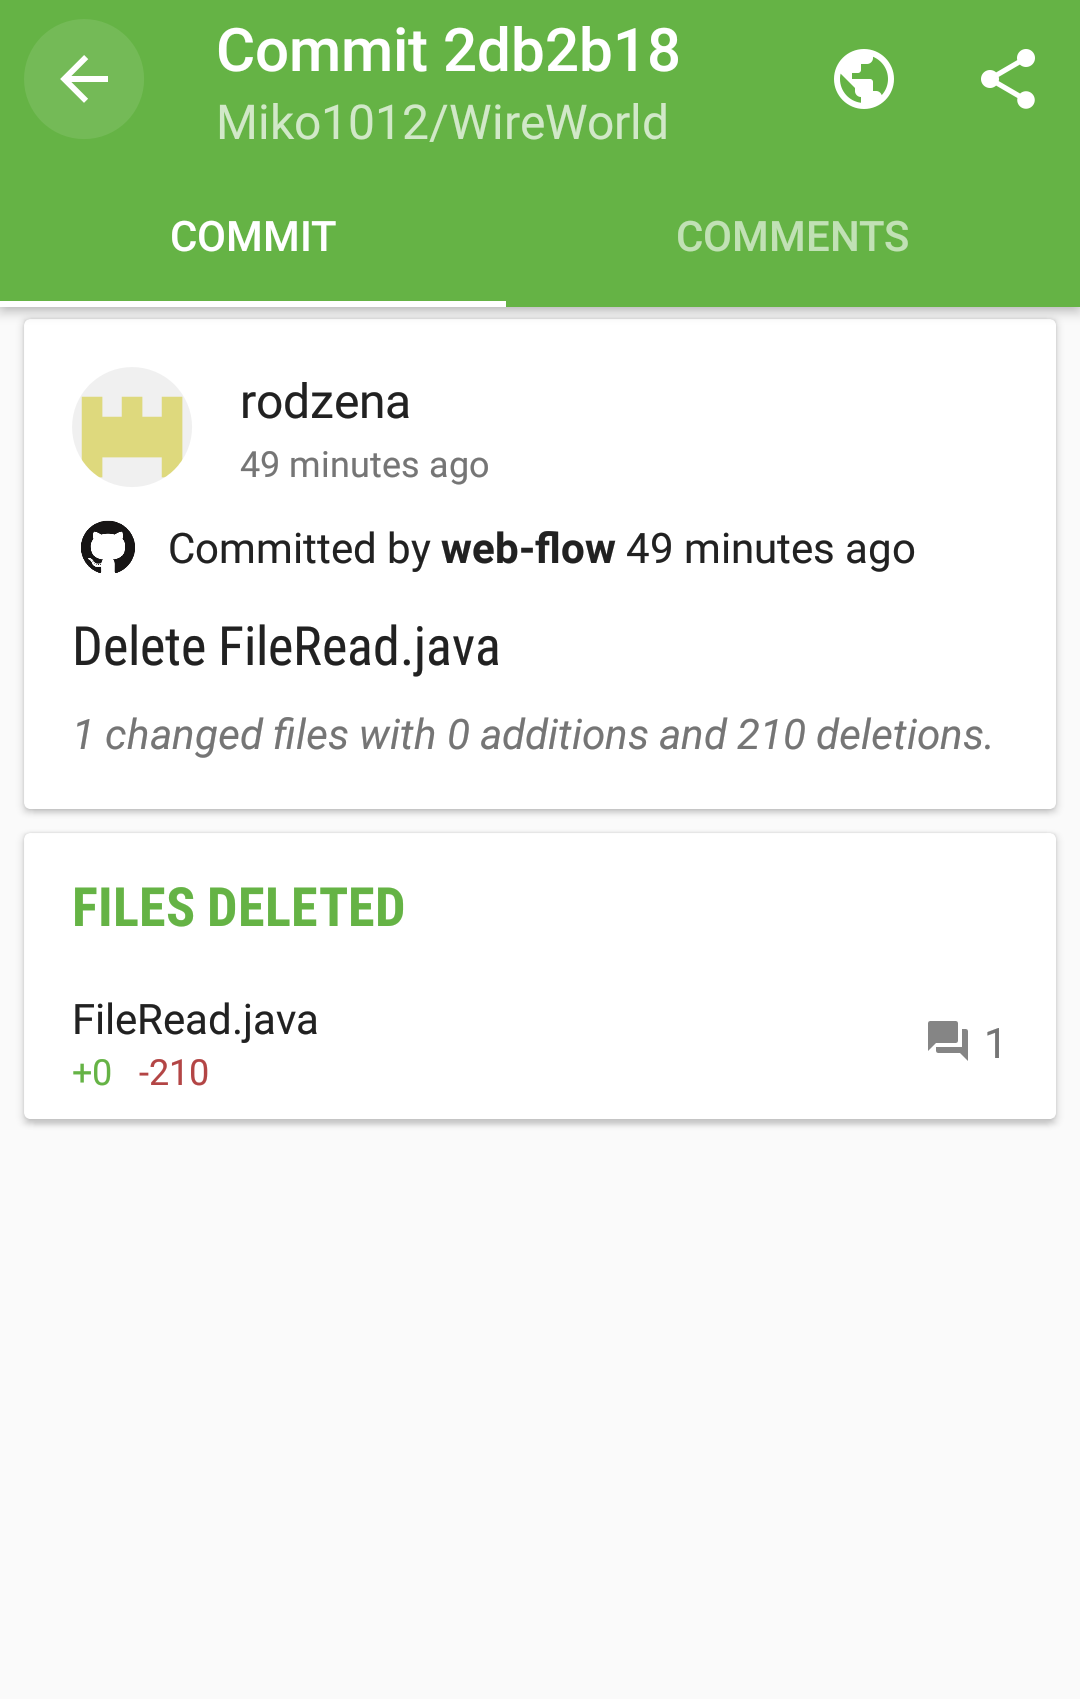 Commit 2db2b18
Miko1012/WireWorld
COMMIT
COMMENTS
rodzena
49 minutes ago
Committed by web-flow 49 minutes ago
Delete FileRead.java
1 changed files with 0 additions and 210 deletions.
FILES DELETED
FileRead.java
1
+0 -210